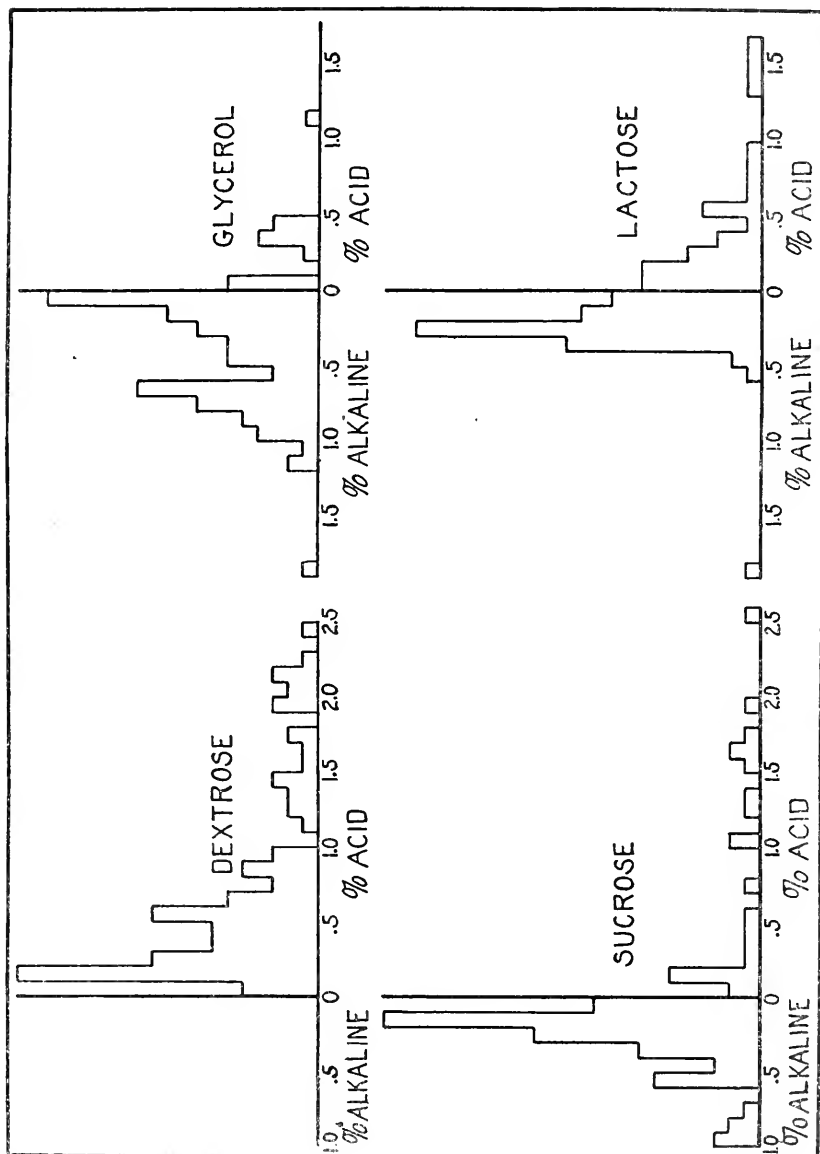 DEXTROSE
1.0 .5 0 .5 1.0 1.5 2.0 2.5
% ALKALINE % ACID
GLYCEROL
1.5 1.0 .5 0 .5 1.0 1.5
% ALKALINE % ACID
SUCROSE
1.0 .5 0 .5 1.0 1.5 2.0 2.5
% ALKALINE % ACID
LACTOSE
1.5 1.0 .5 0 .5 1.0 1.5
% ALKALINE % ACID